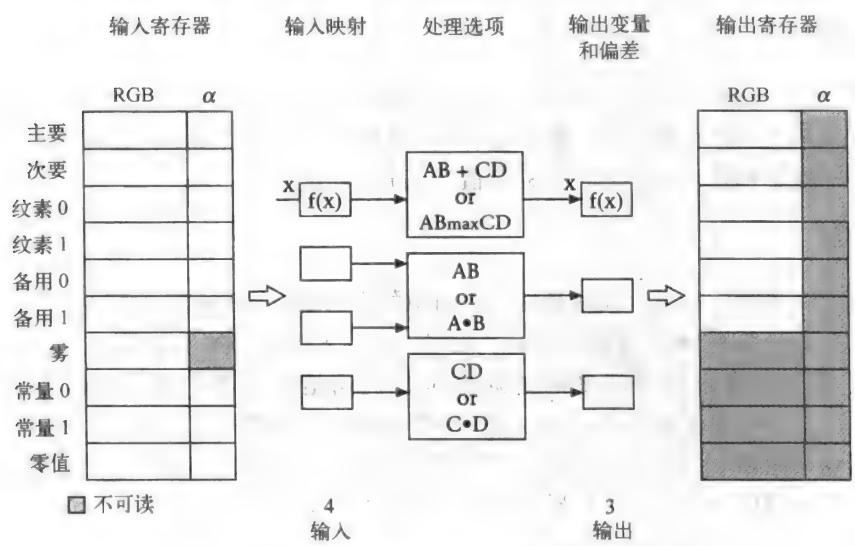 输入寄存器 输入映射 处理选项 输出变量 输出寄存器
和偏差
RGB α RGB α
主要
次要
纹素 0
纹素 1
备用 0
备用 1
雾
常量 0
常量 1
零值
X f(x)
AB + CD
or
ABmaxCD
X f(x)
AB
or
A•B
CD
or
C•D
不可读
4
输入
3
输出